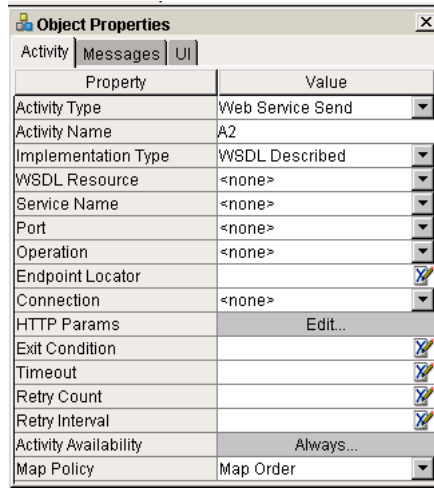 Object Properties
Activity Messages UI
Property Value
Activity Type Web Service Send
Activity Name A2
Implementation Type WSDL Described
WSDL Resource <none>
Service Name <none>
Port <none>
Operation <none>
Endpoint Locator
Connection <none>
HTTP Params Edit...
Exit Condition
Timeout
Retry Count
Retry Interval
Activity Availability Always...
Map Policy Map Order